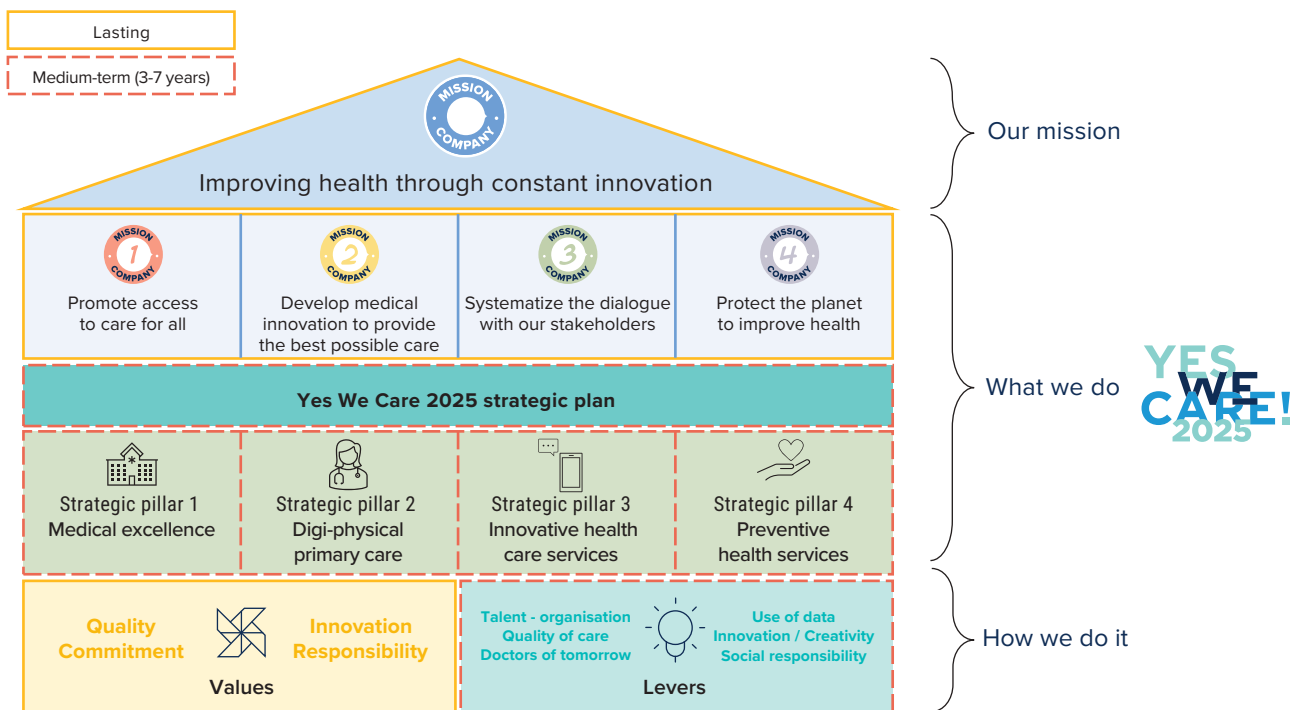 Lasting
Medium-term (3-7 years)
MISSION
COMPANY
Improving health through constant innovation
Our mission
MISSION
1
COMPANY
Promote access
to care for all
MISSION
2
COMPANY
Develop medical
innovation to provide
the best possible care
MISSION
3
COMPANY
Systematize the dialogue
with our stakeholders
MISSION
4
COMPANY
Protect the planet
to improve health
Yes We Care 2025 strategic plan
What we do
YES
WE
CARE!
2025
Strategic pillar 1
Medical excellence
Strategic pillar 2
Digi-physical
primary care
Strategic pillar 3
Innovative health
care services
Strategic pillar 4
Preventive
health services
Quality
Commitment
Innovation
Responsibility
Values
Talent - organisation
Quality of care
Doctors of tomorrow
Use of data
Innovation / Creativity
Social responsibility
Levers
How we do it